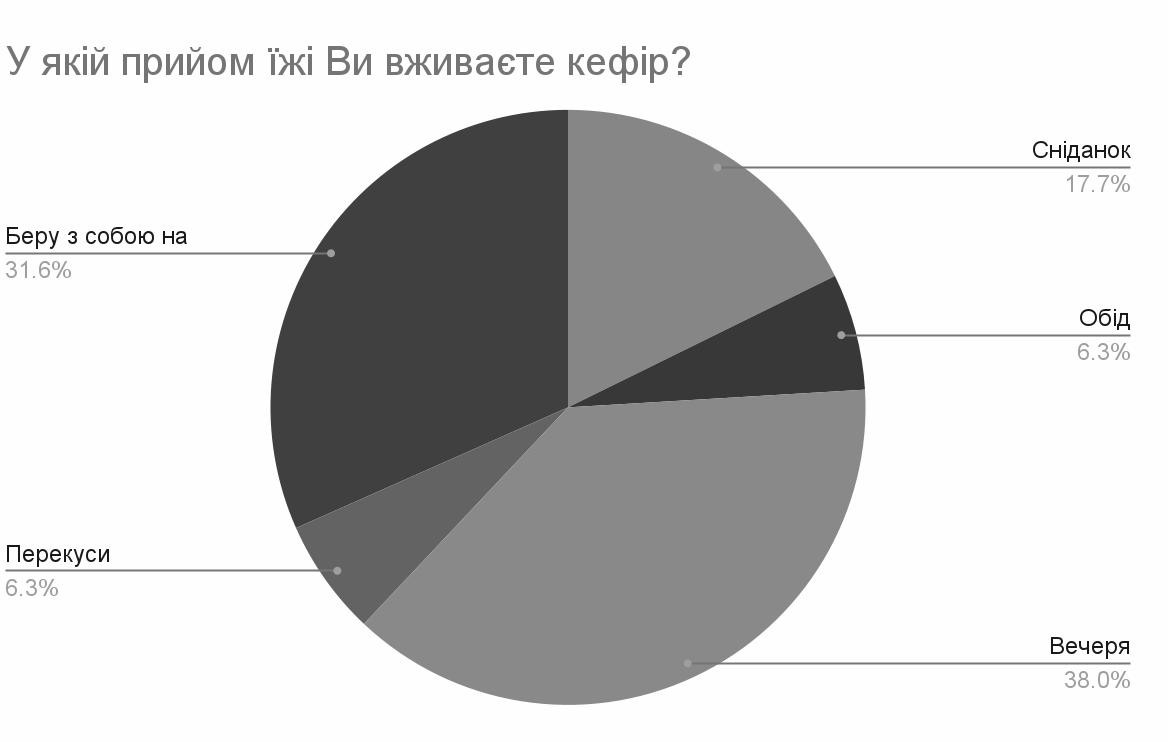 У якій прийом їжі Ви вживаєте кефір?
Сніданок
17.7%
Беру з собою на
31.6%
Обід
6.3%
Перекуси
6.3%
Вечеря
38.0%